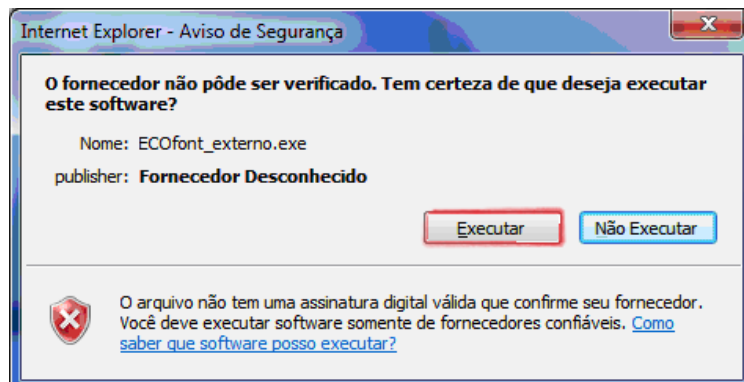 Internet Explorer - Aviso de Segurança
O fornecedor não pôde ser verificado. Tem certeza de que deseja executar
este software?
Nome: ECOfont_externo.exe
publisher: Fornecedor Desconhecido
Executar Não Executar
O arquivo não tem uma assinatura digital válida que confirme seu fornecedor.
Você deve executar software somente de fornecedores confiáveis. Como
saber que software posso executar?